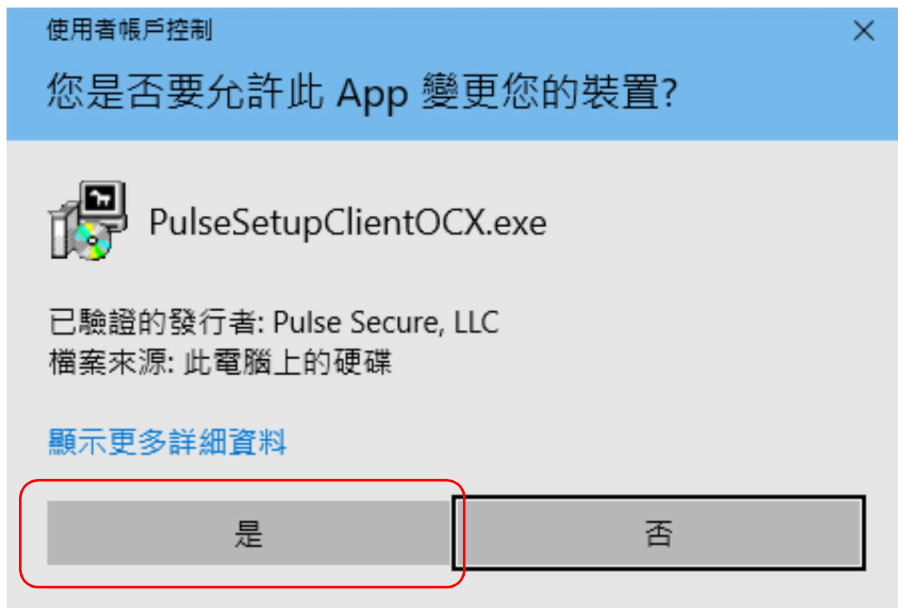 使用者帳戶控制
您是否要允許此 App 變更您的裝置?
PulseSetupClientOCX.exe
已驗證的發行者: Pulse Secure, LLC
檔案來源: 此電腦上的硬碟
顯示更多詳細資料
是
否